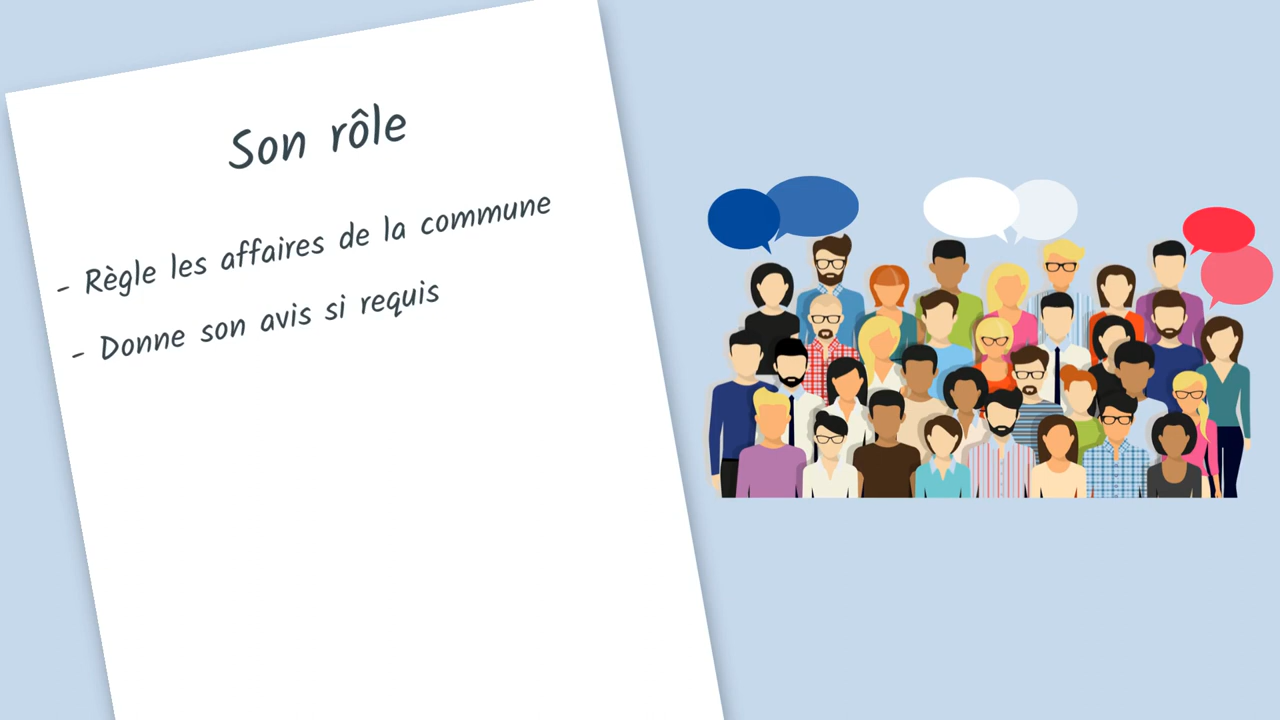 Son rôle
- Règle les affaires de la commune
- Donne son avis si requis